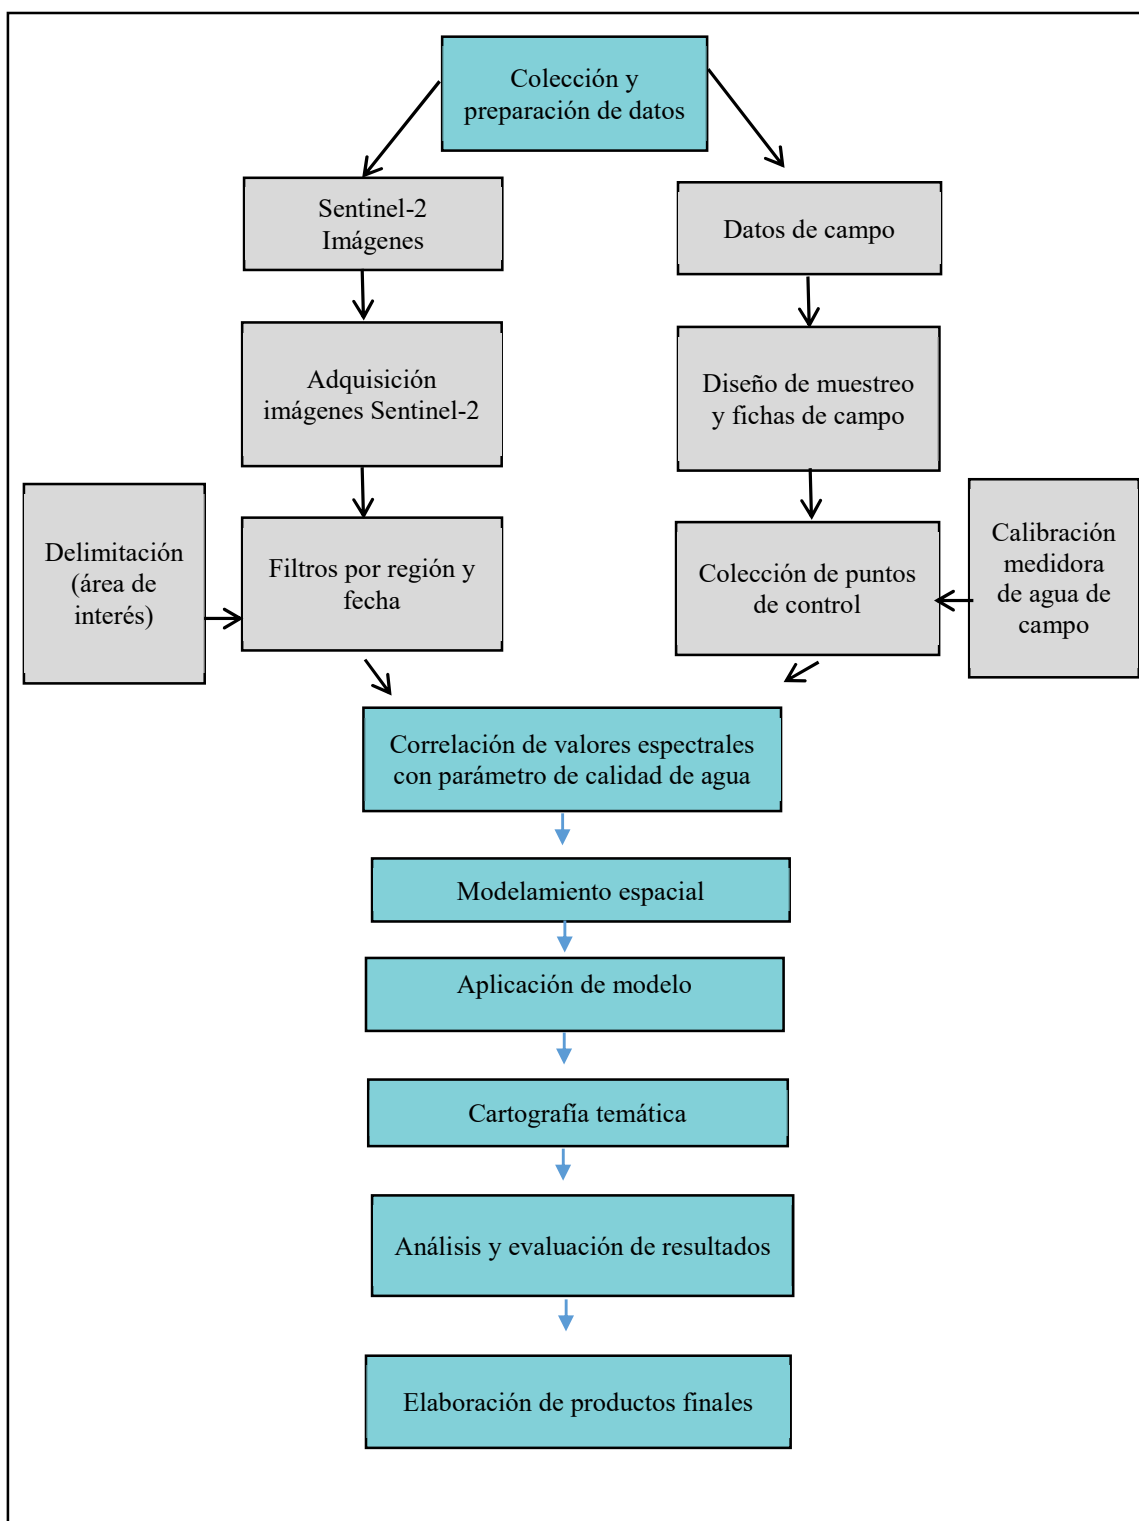 Colección y
preparación de datos
Sentinel-2
Imágenes
Datos de campo
Adquisición
imágenes Sentinel-2
Diseño de muestreo
y fichas de campo
Delimitación
(área de
interés)
Filtros por región y
fecha
Colección de puntos
de control
Calibración
medidora
de agua de
campo
Correlación de valores espectrales
con parámetro de calidad de agua
Modelamiento espacial
Aplicación de modelo
Cartografía temática
Análisis y evaluación de resultados
Elaboración de productos finales